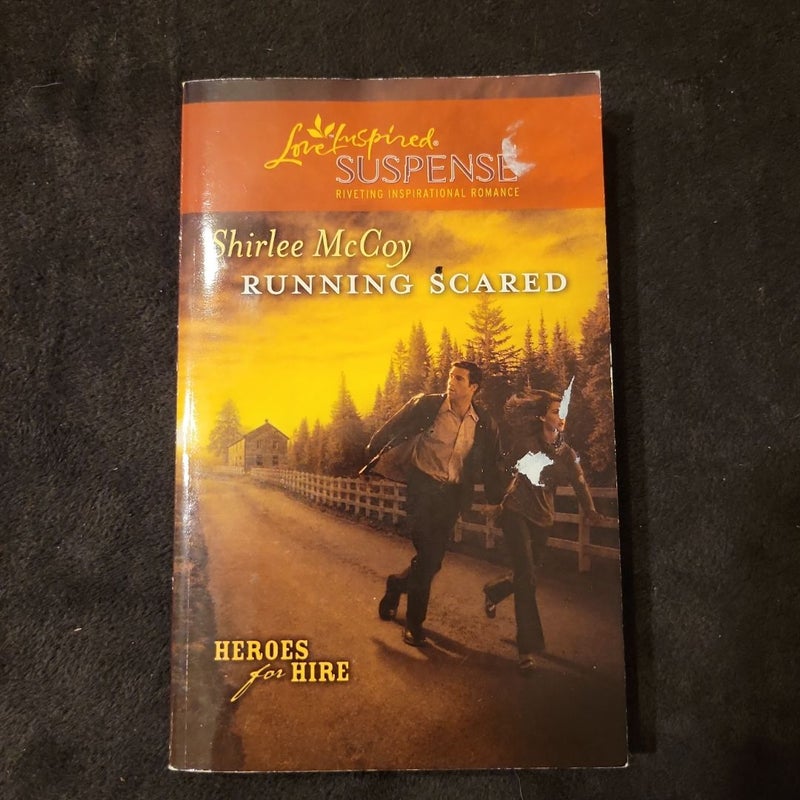 Love Inspired®
SUSPENSE
RIVETING INSPIRATIONAL ROMANCE
Shirlee McCoy
RUNNING SCARED
HEROES
for HIRE